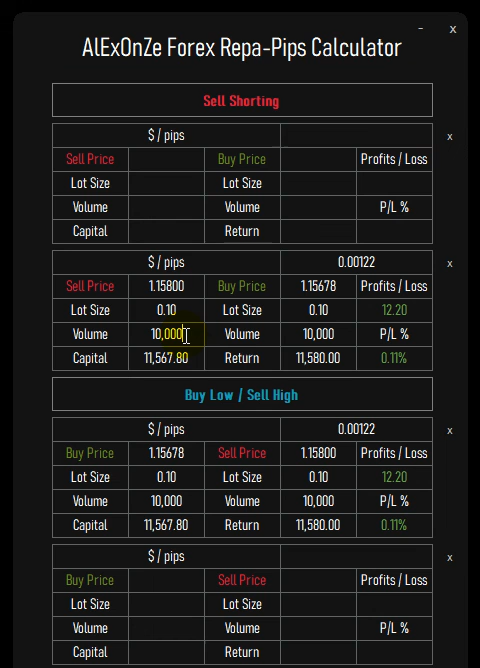 - x
AlExOnZe Forex Repa-Pips Calculator
Sell Shorting
$ / pips x
Sell Price Buy Price Profits / Loss
Lot Size Lot Size
Volume Volume P/L %
Capital Return
$ / pips 0.00122 x
Sell Price 1.15800 Buy Price 1.15678 Profits / Loss
Lot Size 0.10 Lot Size 0.10 12.20
Volume 10,000 Volume 10,000 P/L %
Capital 11,567.80 Return 11,580.00 0.11%
Buy Low / Sell High
$ / pips 0.00122 x
Buy Price 1.15678 Sell Price 1.15800 Profits / Loss
Lot Size 0.10 Lot Size 0.10 12.20
Volume 10,000 Volume 10,000 P/L %
Capital 11,567.80 Return 11,580.00 0.11%
$ / pips x
Buy Price Sell Price Profits / Loss
Lot Size Lot Size
Volume Volume P/L %
Capital Return